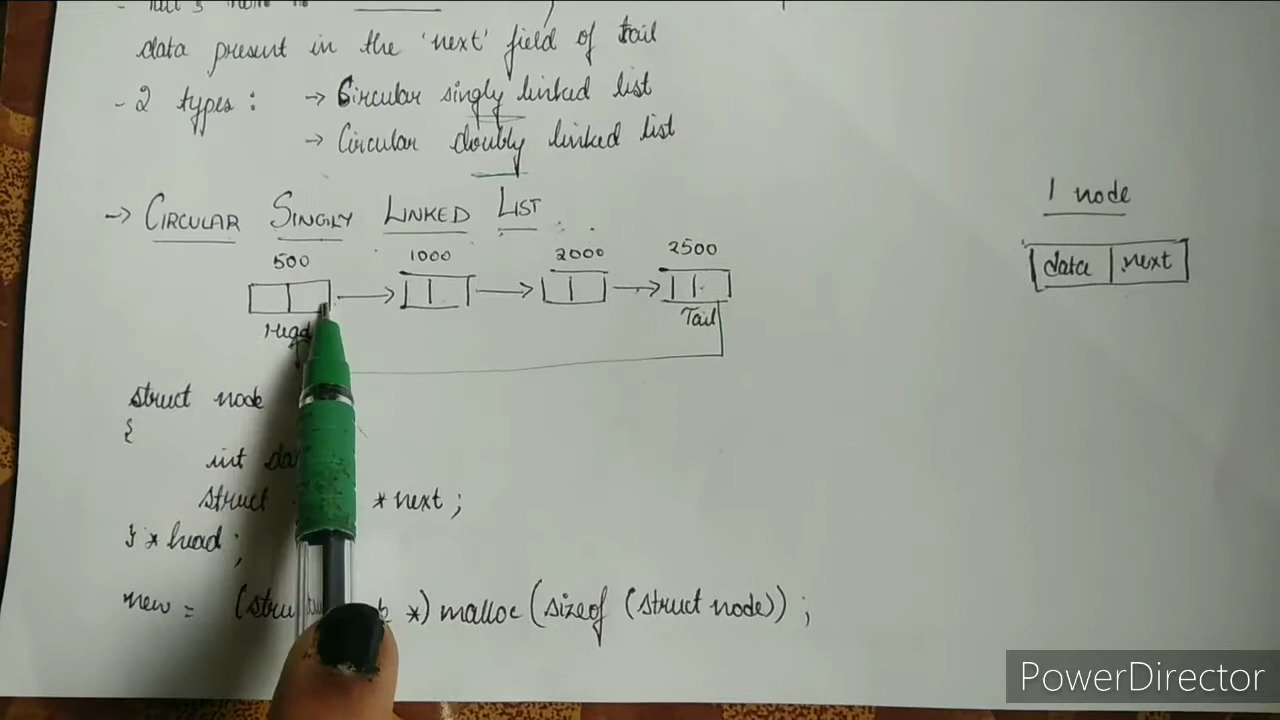 data present in the 'next' field of tail
- 2 types : → Circular singly linked list
→ Circular doubly linked list
→ CIRCULAR SINGLY LINKED LIST
1 node
500 1000 2000 2500
data next
Head
Tail
struct node
{
int
struct *next ;
} * head ;
new = *) malloc (sizeof (struct node)) ;
PowerDirector